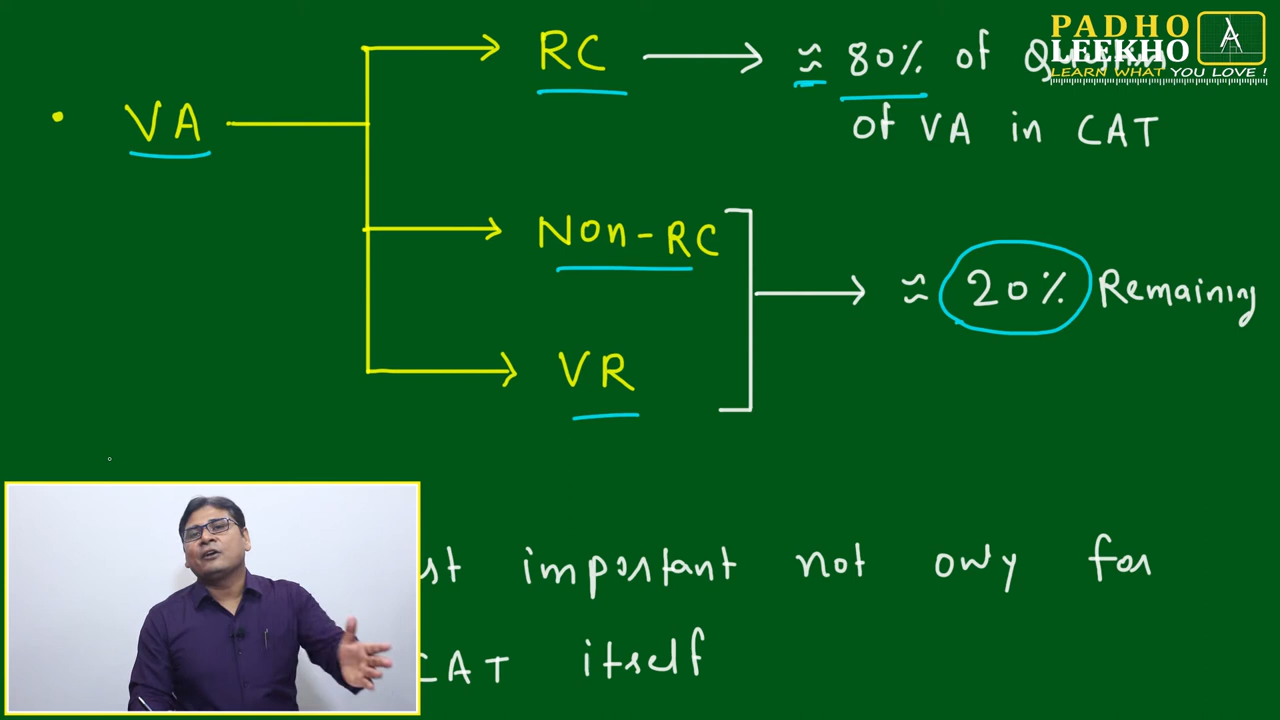 PADHO
LEEKHO
LEARN WHAT YOU LOVE !
RC → ≈ 80% of
• VA
of VA in CAT
Non-RC
≈ 20% Remaining
VR
important not only for
CAT itself